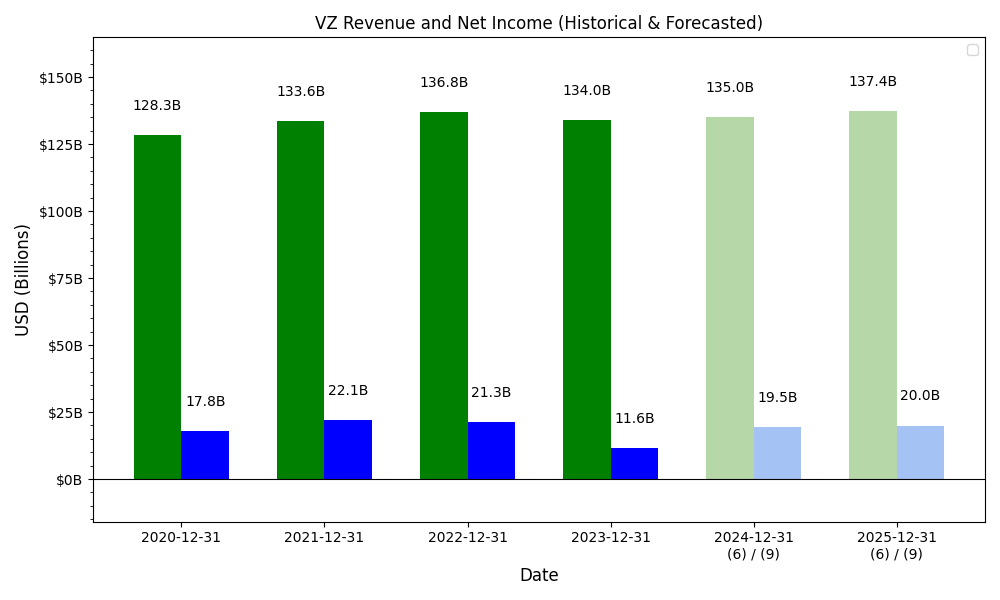 VZ Revenue and Net Income (Historical & Forecasted)
USD (Billions)
$150B
$125B
$100B
$75B
$50B
$25B
$0B
128.3B
17.8B
133.6B
22.1B
136.8B
21.3B
134.0B
11.6B
135.0B
19.5B
137.4B
20.0B
2020-12-31
2021-12-31
2022-12-31
2023-12-31
2024-12-31
(6) / (9)
2025-12-31
(6) / (9)
Date